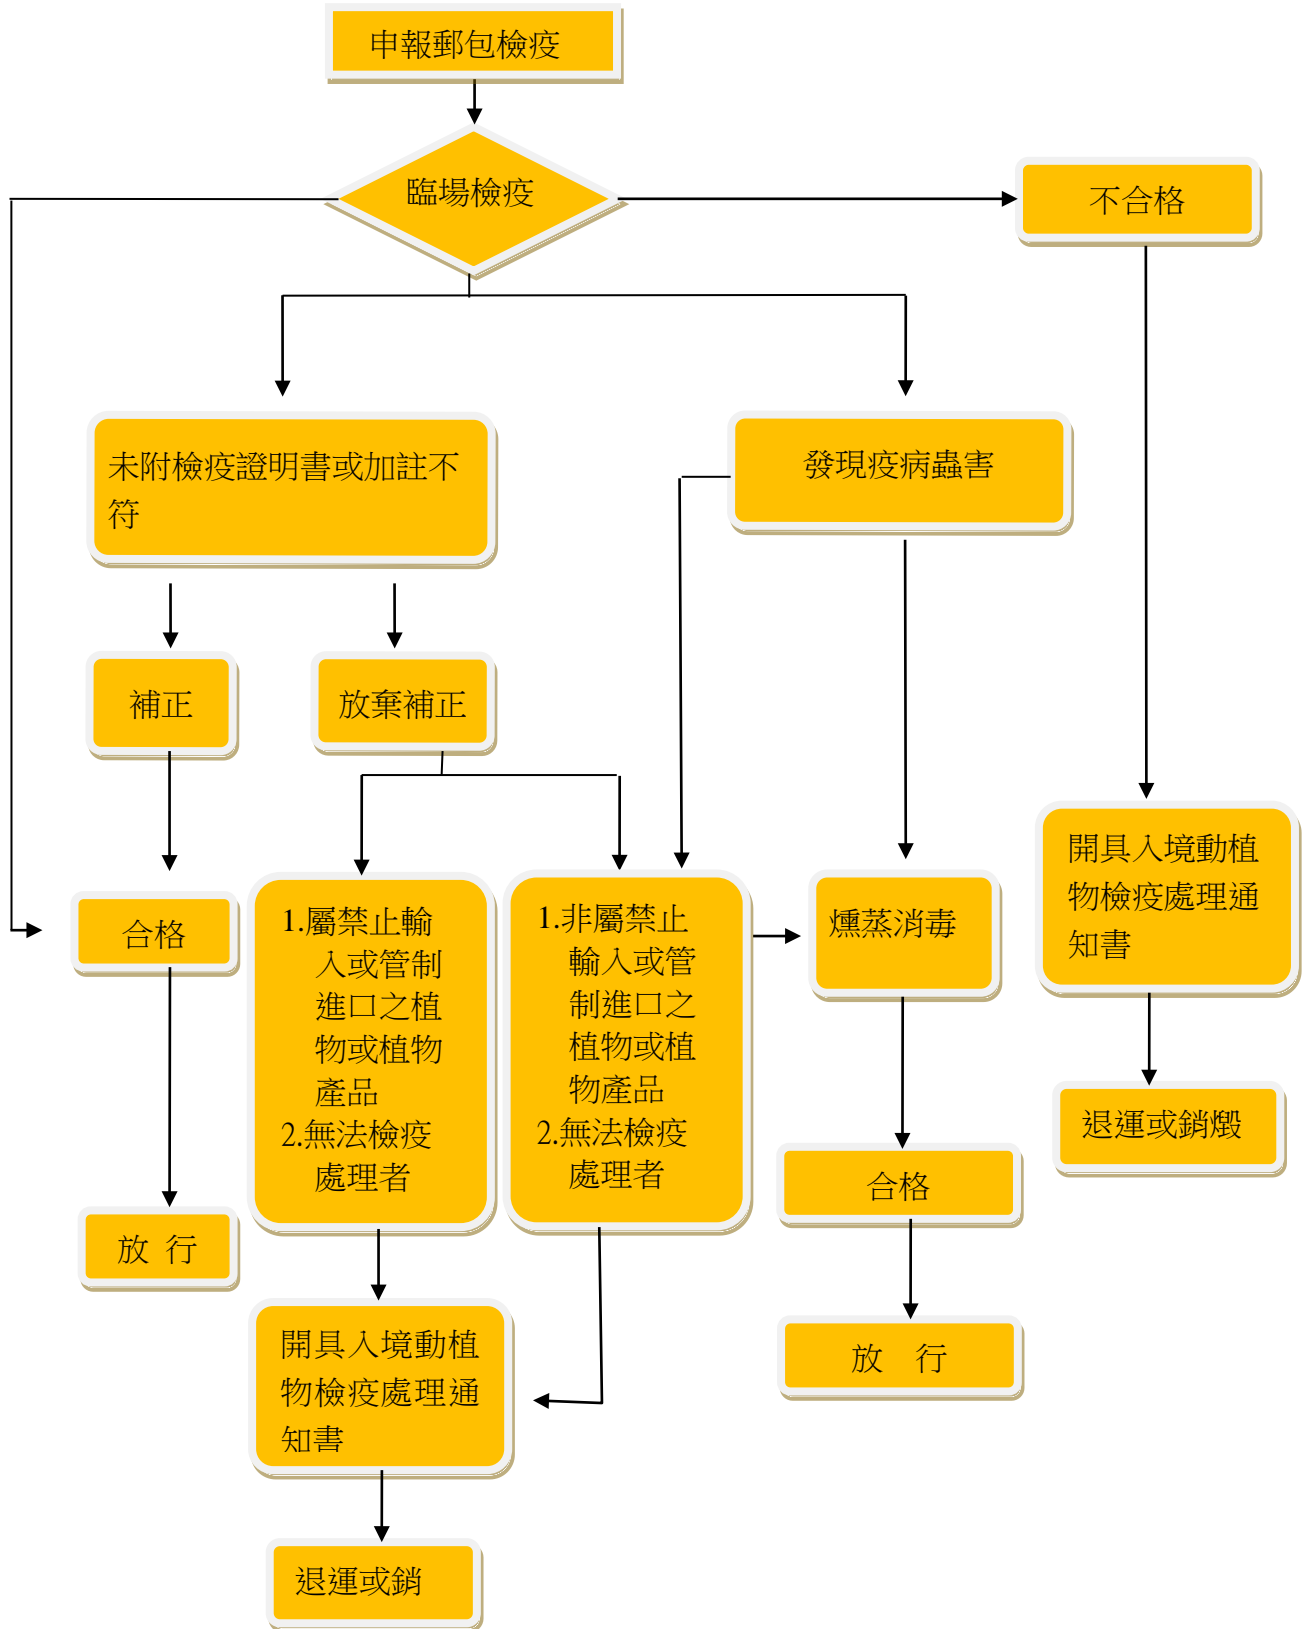 申報郵包檢疫
臨場檢疫
不合格
未附檢疫證明書或加註不
符
發現疫病蟲害
補正
放棄補正
開具入境動植
物檢疫處理通
知書
合格
1.屬禁止輸
入或管制
進口之植
物或植物
產品
2.無法檢疫
處理者
1.非屬禁止
輸入或管
制進口之
植物或植
物產品
2.無法檢疫
處理者
燻蒸消毒
退運或銷燬
合格
放 行
開具入境動植
物檢疫處理通
知書
放 行
退運或銷